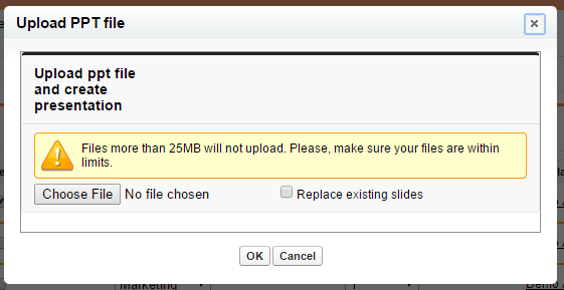 Upload PPT file
Upload ppt file
and create
presentation
Files more than 25MB will not upload. Please, make sure your files are within
limits.
Choose File No file chosen Replace existing slides
OK Cancel
Marketing